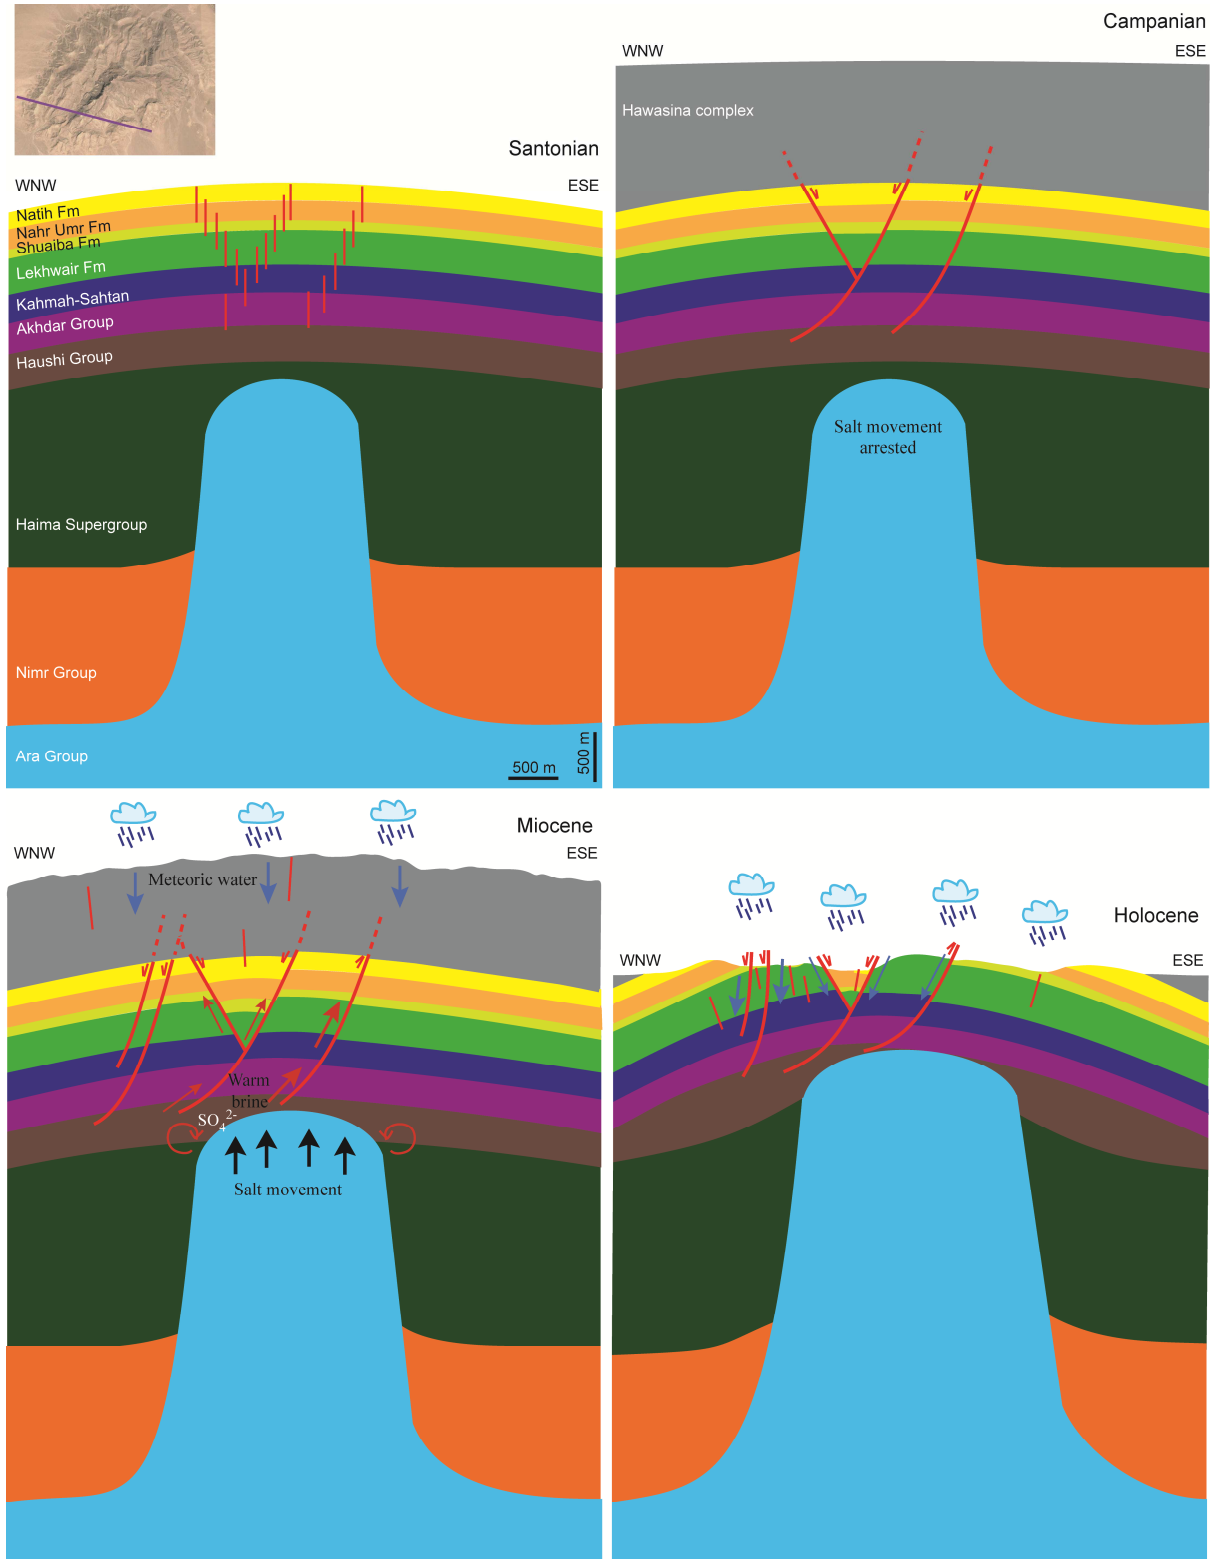 Santonian
WNW
ESE
Natih Fm
Nahr Umr Fm
Shuaiba Fm
Lekhwair Fm
Kahmah-Sahtan
Akhdar Group
Haushi Group
Haima Supergroup
Nimr Group
Ara Group
500 m
500 m
Campanian
WNW
ESE
Hawasina complex
Salt movement
arrested
Miocene
WNW
ESE
Meteoric water
Warm
brine
SO₄²⁻
Salt movement
Holocene
WNW
ESE